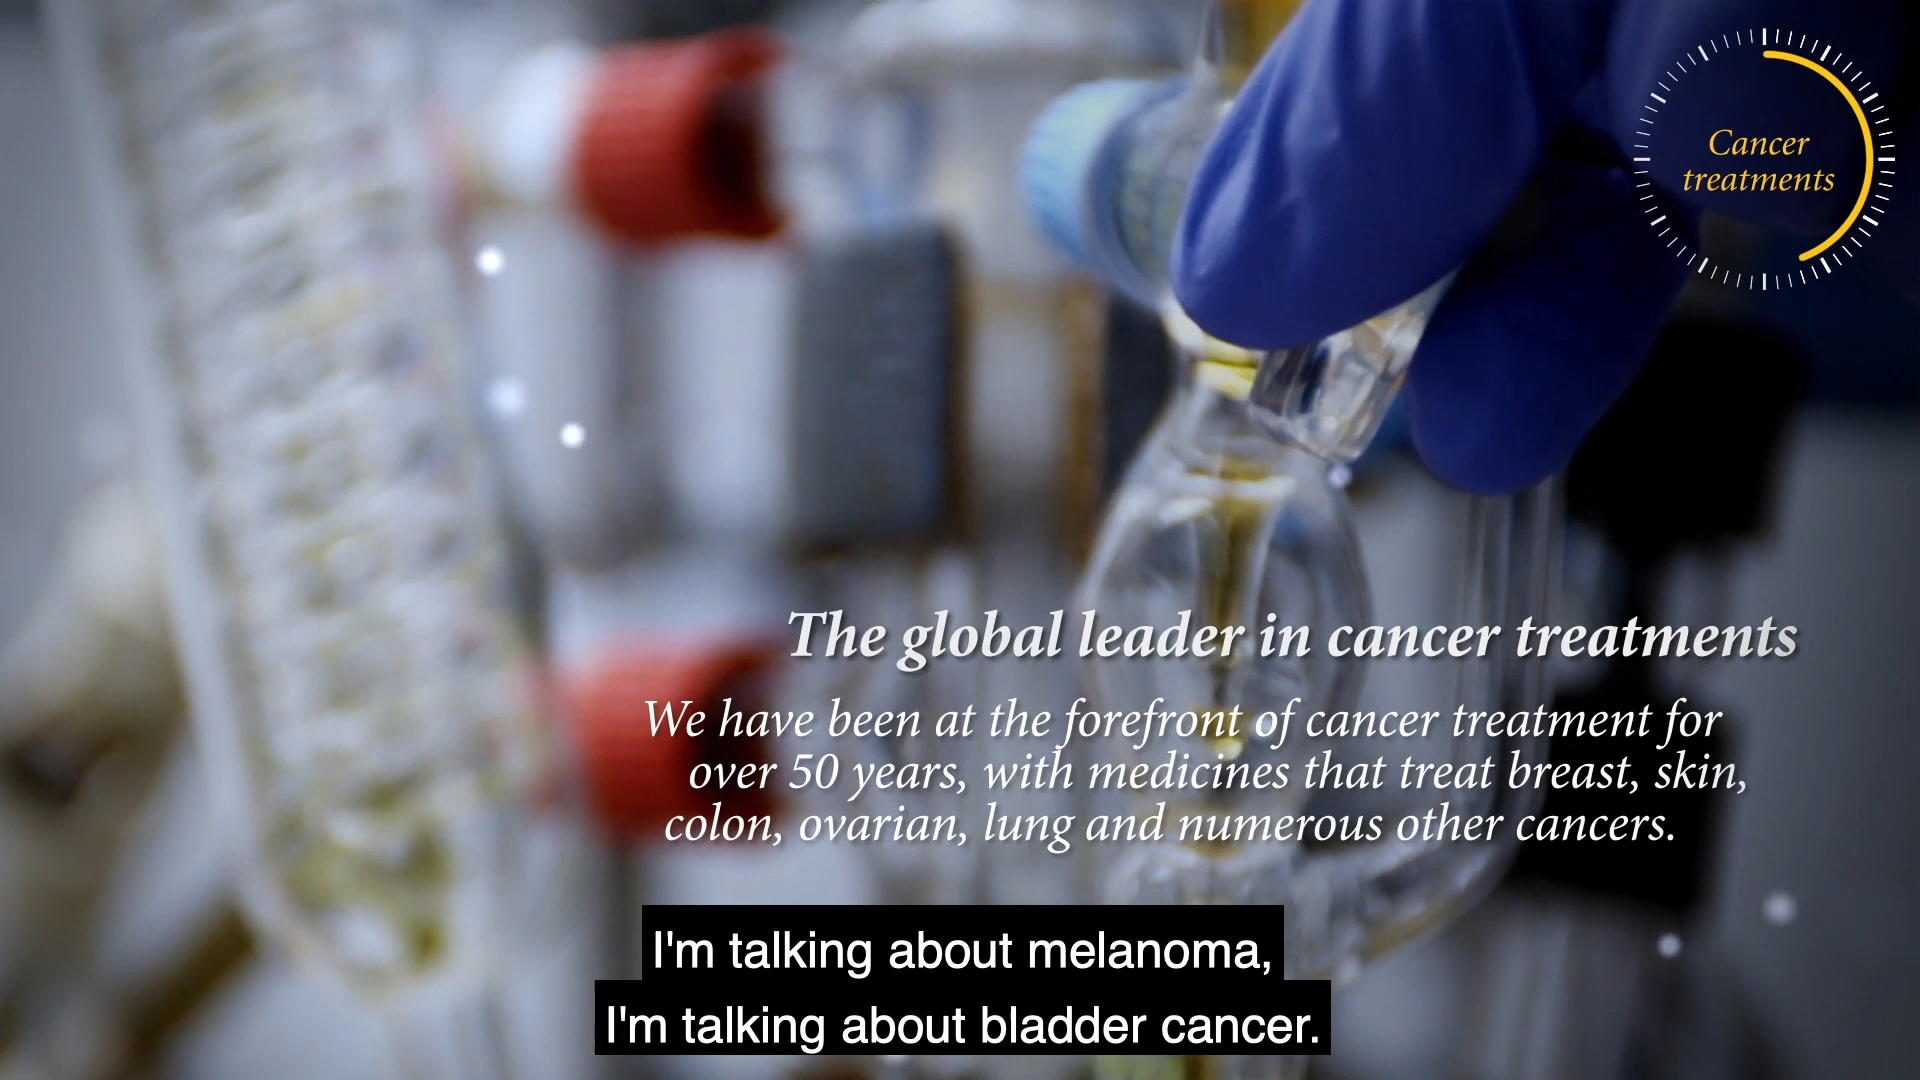 Cancer
treatments
The global leader in cancer treatments
We have been at the forefront of cancer treatment for
over 50 years, with medicines that treat breast, skin,
colon, ovarian, lung and numerous other cancers.
I'm talking about melanoma,
I'm talking about bladder cancer.